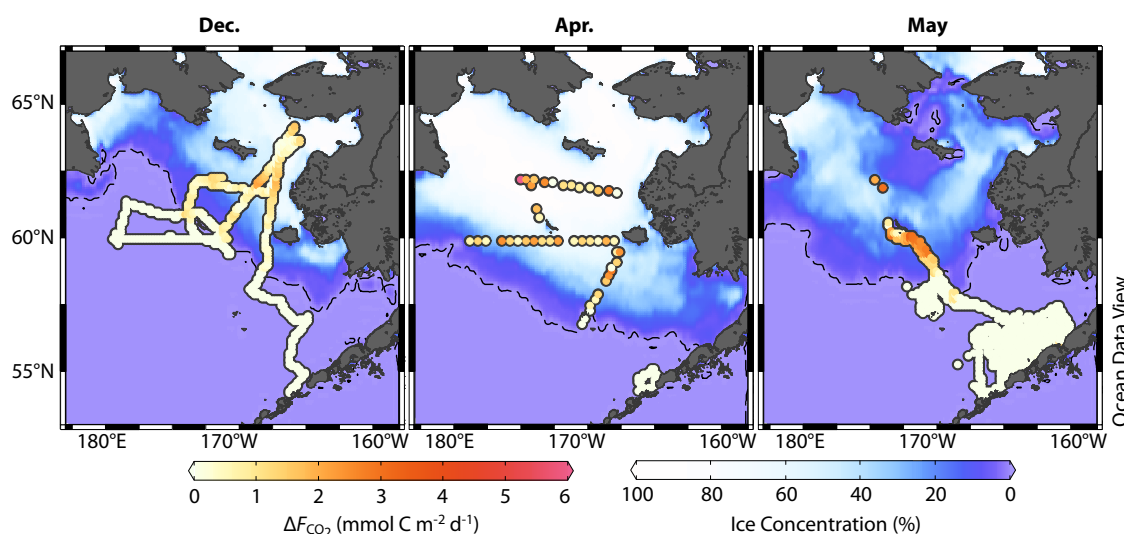 Dec.
Apr.
May
65°N
60°N
55°N
180°E
170°W
160°W
180°E
170°W
160°W
180°E
170°W
160°W
Ocean Data View
0
1
2
3
4
5
6
ΔF_CO₂ (mmol C m⁻² d⁻¹)
100
80
60
40
20
0
Ice Concentration (%)